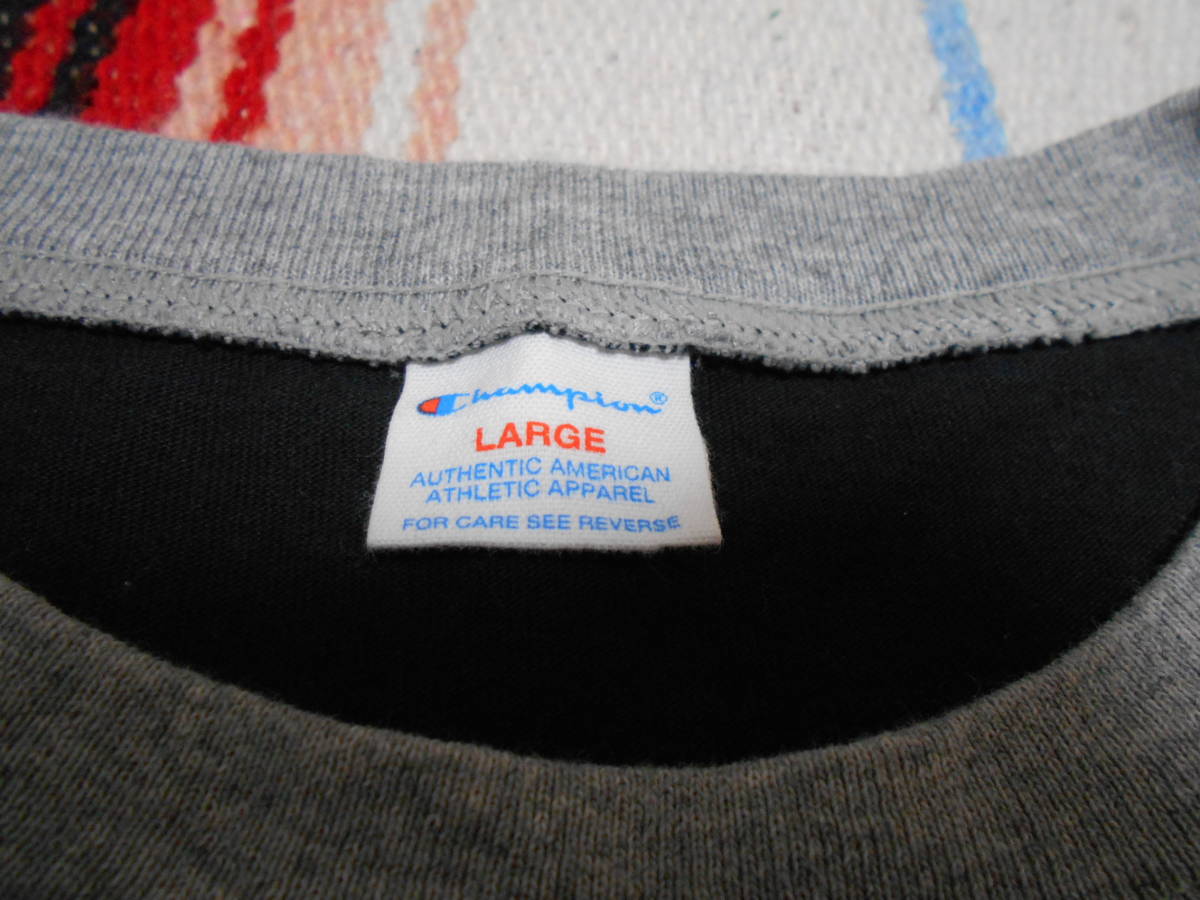 Champion®
LARGE
AUTHENTIC AMERICAN
ATHLETIC APPAREL
FOR CARE SEE REVERSE